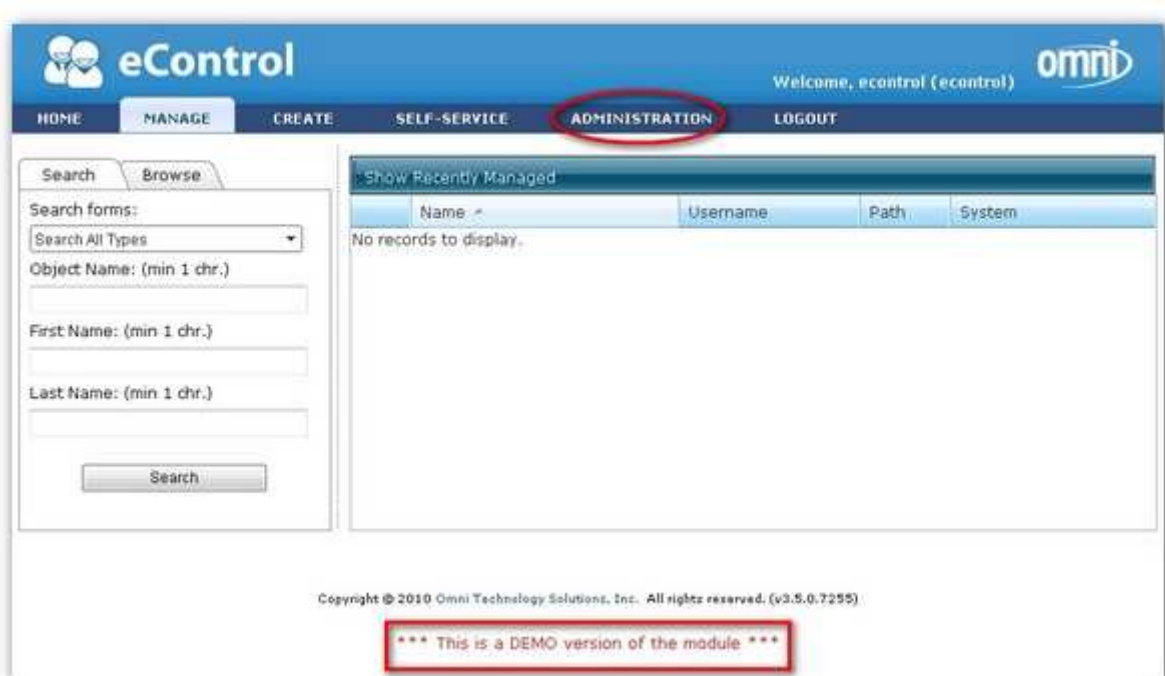 eControl
omni
Welcome, econtrol (econtrol)
HOME MANAGE CREATE SELF-SERVICE ADMINISTRATION LOGOUT
Search Browse
Search forms:
Search All Types
Object Name: (min 1 chr.)
First Name: (min 1 chr.)
Last Name: (min 1 chr.)
Search
Show Recently Managed
Name Username Path System
No records to display.
Copyright © 2010 Omni Technology Solutions, Inc. All rights reserved. (v3.5.0.7255)
*** This is a DEMO version of the module ***